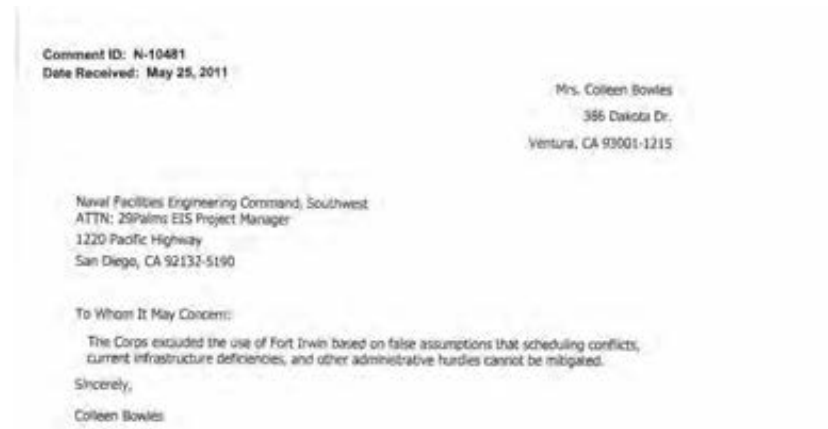 Comment ID: N-10481
Date Received: May 25, 2011
Mrs. Colleen Bowles
386 Dakota Dr.
Ventura, CA 93001-1215
Naval Facilities Engineering Command, Southwest
ATTN: 29Palms EIS Project Manager
1220 Pacific Highway
San Diego, CA 92132-5190
To Whom It May Concern:
The Corps excluded the use of Fort Irwin based on false assumptions that scheduling conflicts,
current infrastructure deficiencies, and other administrative hurdles cannot be mitigated.
Sincerely,
Colleen Bowles